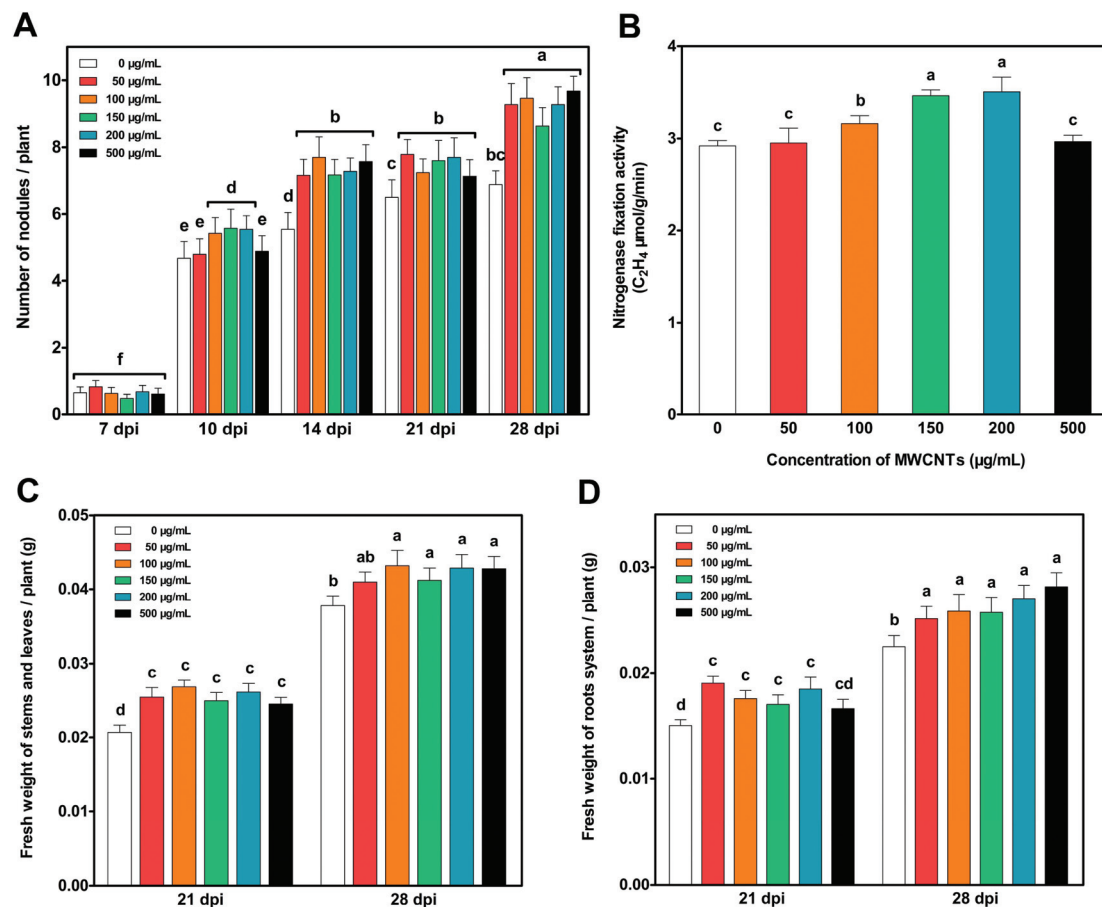 A
Number of nodules / plant
0 µg/mL
50 µg/mL
100 µg/mL
150 µg/mL
200 µg/mL
500 µg/mL
10
8
6
4
2
0
f
e e d e
d b
c b
bc a
7 dpi 10 dpi 14 dpi 21 dpi 28 dpi
B
Nitrogenase fixation activity
(C₂H₄ µmol/g/min)
4
3
2
1
0
c c b a a c
0 50 100 150 200 500
Concentration of MWCNTs (µg/mL)
C
Fresh weight of stems and leaves / plant (g)
0 µg/mL
50 µg/mL
100 µg/mL
150 µg/mL
200 µg/mL
500 µg/mL
0.05
0.04
0.03
0.02
0.01
0.00
d c c c c c
b ab a a a a
21 dpi 28 dpi
D
Fresh weight of roots system / plant (g)
0 µg/mL
50 µg/mL
100 µg/mL
150 µg/mL
200 µg/mL
500 µg/mL
0.03
0.02
0.01
0.00
d c c c c cd
b a a a a a
21 dpi 28 dpi